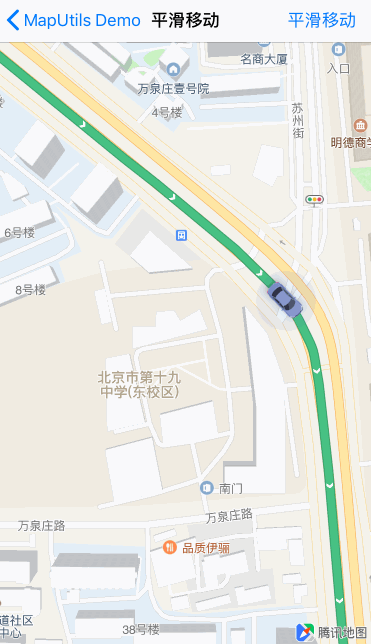 MapUtils Demo
平滑移动
平滑移动
名商大厦
入口
万泉庄壹号院
4号楼
苏州街
明德商学
6号楼
8号楼
北京市第十九
中学(东校区)
南门
万泉庄路
万泉庄路
品质伊骊
道社区
中心
38号楼
腾讯地图